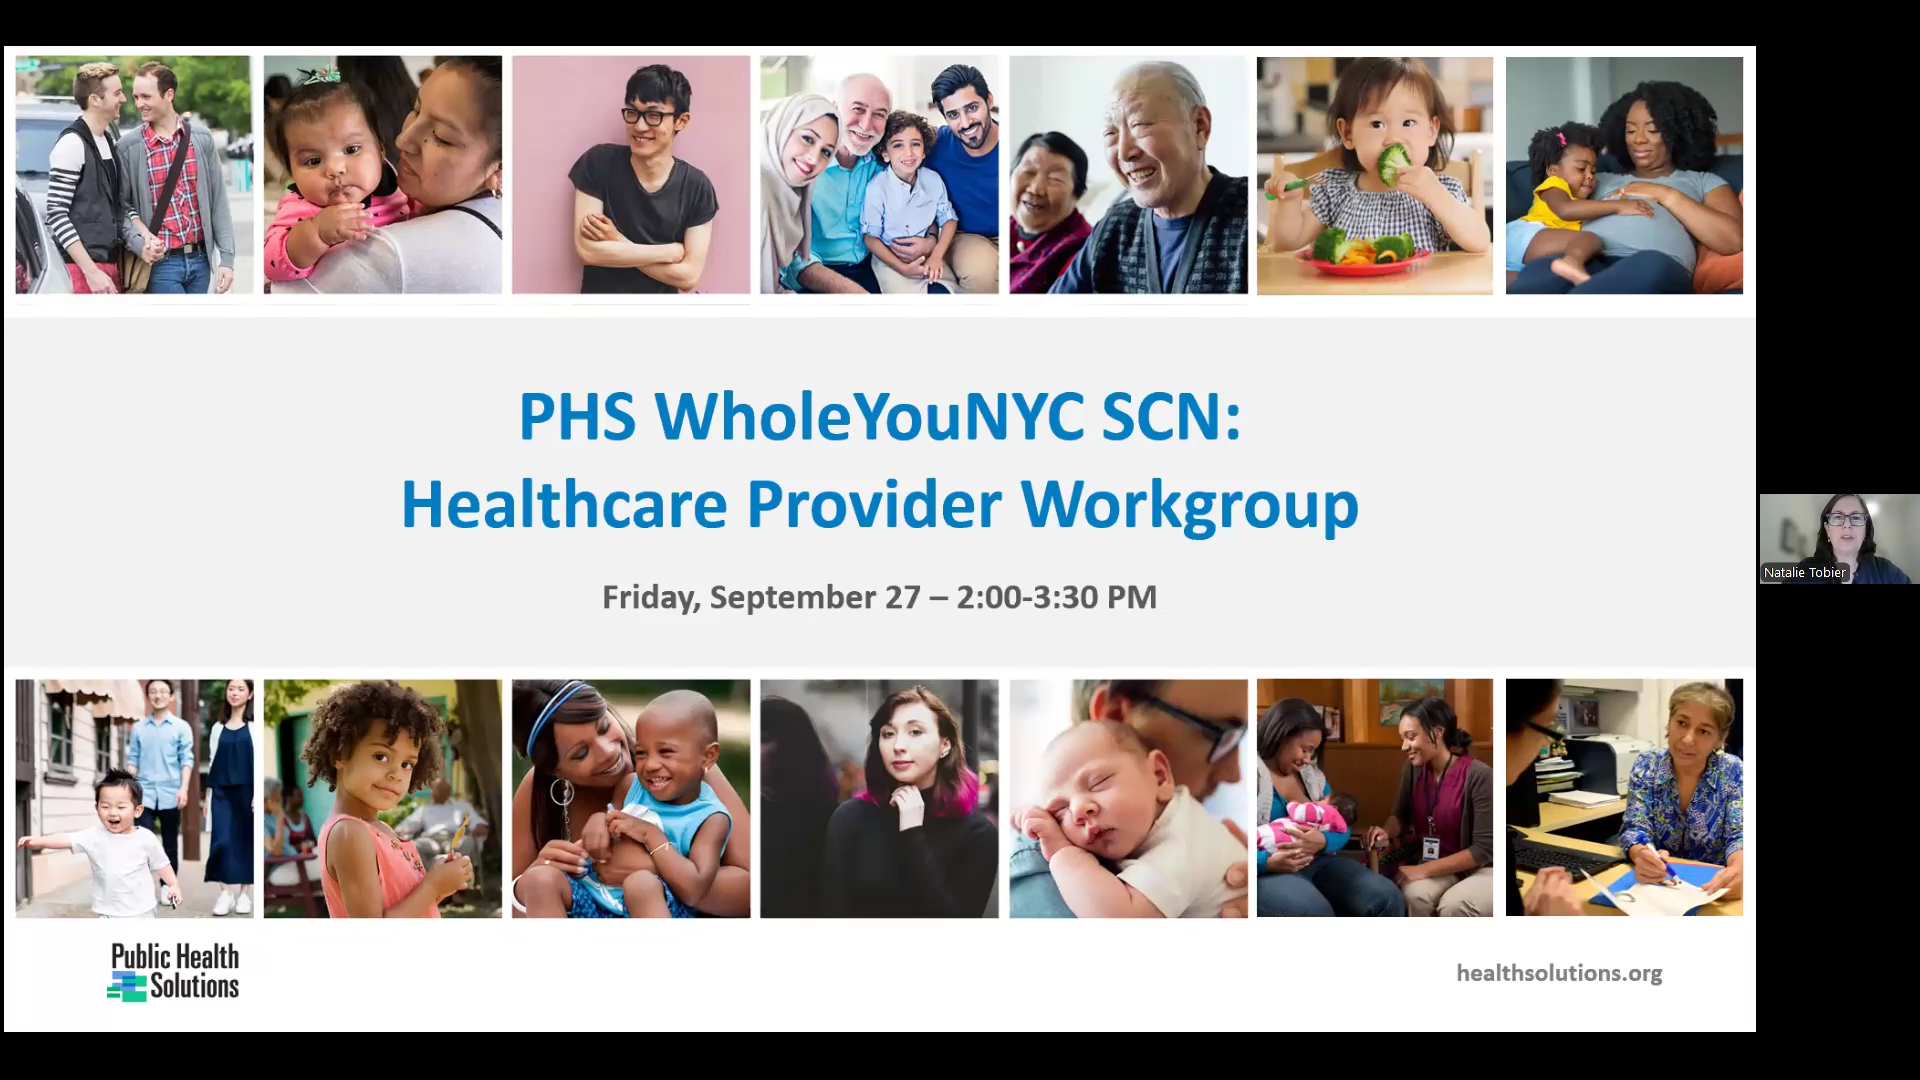 PHS WholeYouNYC SCN:
Healthcare Provider Workgroup
Friday, September 27 – 2:00-3:30 PM
Natalie Tobier
Public Health
Solutions
healthsolutions.org